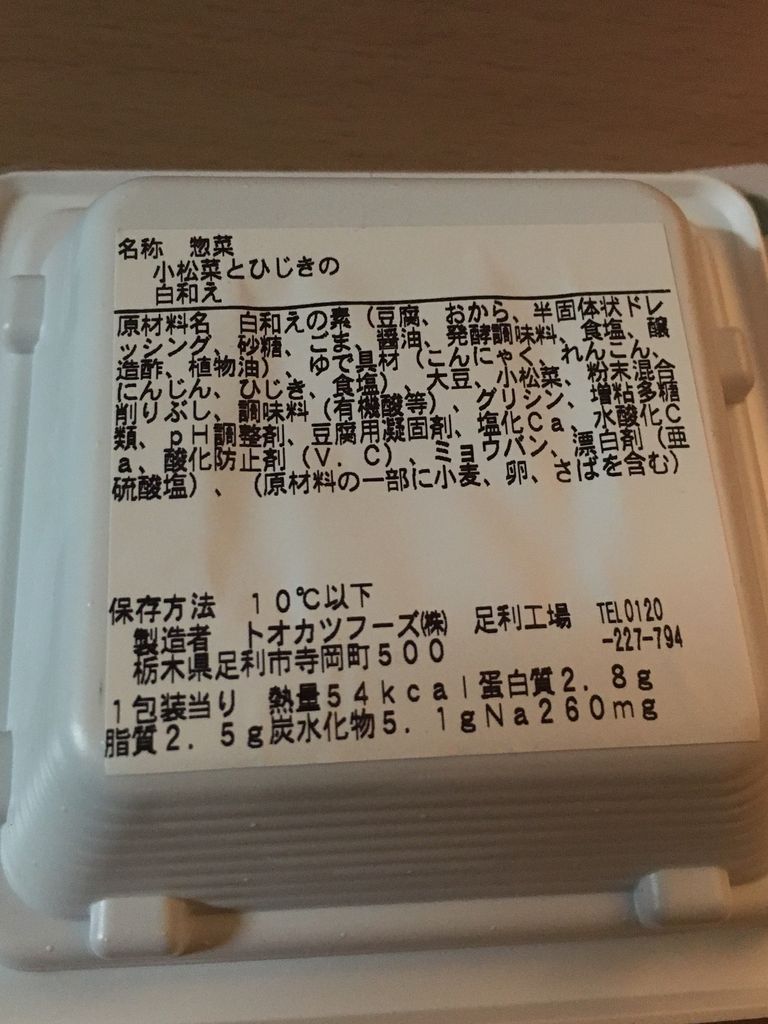 名称 惣菜
小松菜とひじきの
白和え
原材料名 白和えの素(豆腐、おから、半固体状ドレ
ッシング、砂糖、ごま、醤油、発酵調味料、食塩、醸
造酢、植物油)、ゆで具材(こんにゃく、れんこん、
にんじん、ひじき、食塩)、大豆、小松菜、粉末混合
削りぶし、調味料(有機酸等)、グリシン、増粘多糖
類、pH調整剤、豆腐用凝固剤、塩化Ca、水酸化C
a、酸化防止剤(V.C)、ミョウバン、漂白剤(亜
硫酸塩)、(原材料の一部に小麦、卵、さばを含む)
保存方法 10℃以下
製造者 トオカツフーズ㈱ 足利工場 TEL0120
-227-794
栃木県足利市寺岡町500
1包装当り 熱量54kcal蛋白質2.8g
脂質2.5g炭水化物5.1gNa260mg